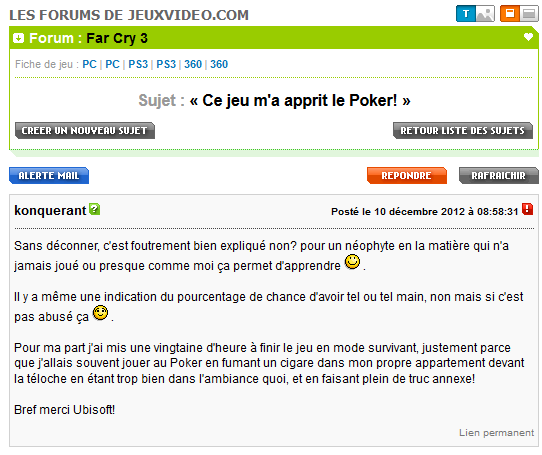 LES FORUMS DE JEUXVIDEO.COM
T
Forum : Far Cry 3
Fiche de jeu : PC | PC | PS3 | PS3 | 360 | 360
Sujet : « Ce jeu m'a apprit le Poker! »
CREER UN NOUVEAU SUJET
RETOUR LISTE DES SUJETS
ALERTE MAIL
REPONDRE
RAFRAICHIR
konquerant ?
Posté le 10 décembre 2012 à 08:58:31 !
Sans déconner, c'est foutrement bien expliqué non? pour un néophyte en la matière qui n'a
jamais joué ou presque comme moi ça permet d'apprendre .
Il y a même une indication du pourcentage de chance d'avoir tel ou tel main, non mais si c'est
pas abusé ça .
Pour ma part j'ai mis une vingtaine d'heure à finir le jeu en mode survivant, justement parce
que j'allais souvent jouer au Poker en fumant un cigare dans mon propre appartement devant
la téloche en étant trop bien dans l'ambiance quoi, et en faisant plein de truc annexe!
Bref merci Ubisoft!
Lien permanent